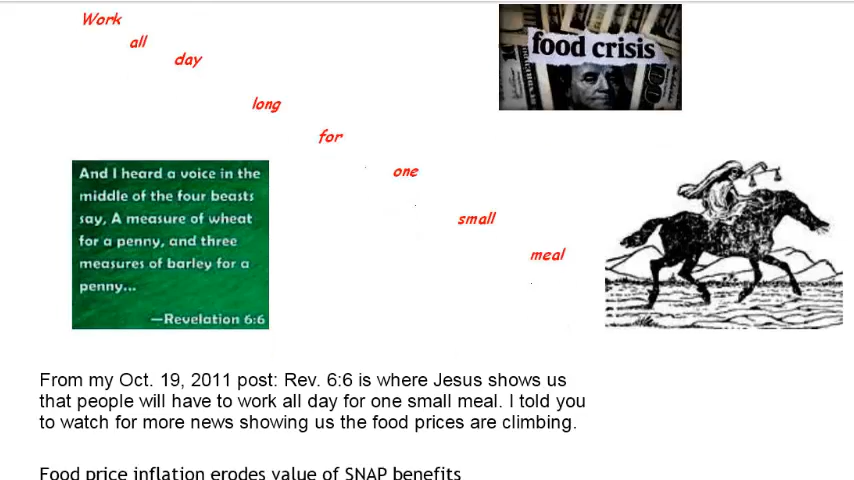 Work
all
day
long
for
one
small
meal
food crisis
And I heard a voice in the
middle of the four beasts
say, A measure of wheat
for a penny, and three
measures of barley for a
penny...
—Revelation 6:6
From my Oct. 19, 2011 post: Rev. 6:6 is where Jesus shows us
that people will have to work all day for one small meal. I told you
to watch for more news showing us the food prices are climbing.
Food price inflation erodes value of SNAP benefits